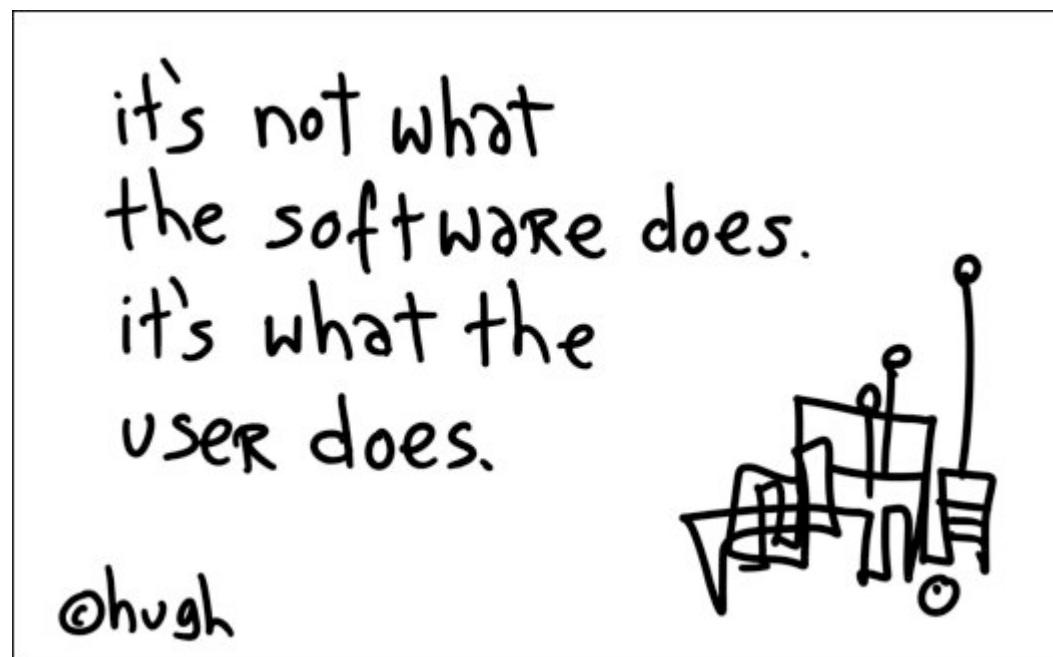 it's not what
the software does.
it's what the
user does.
©hugh